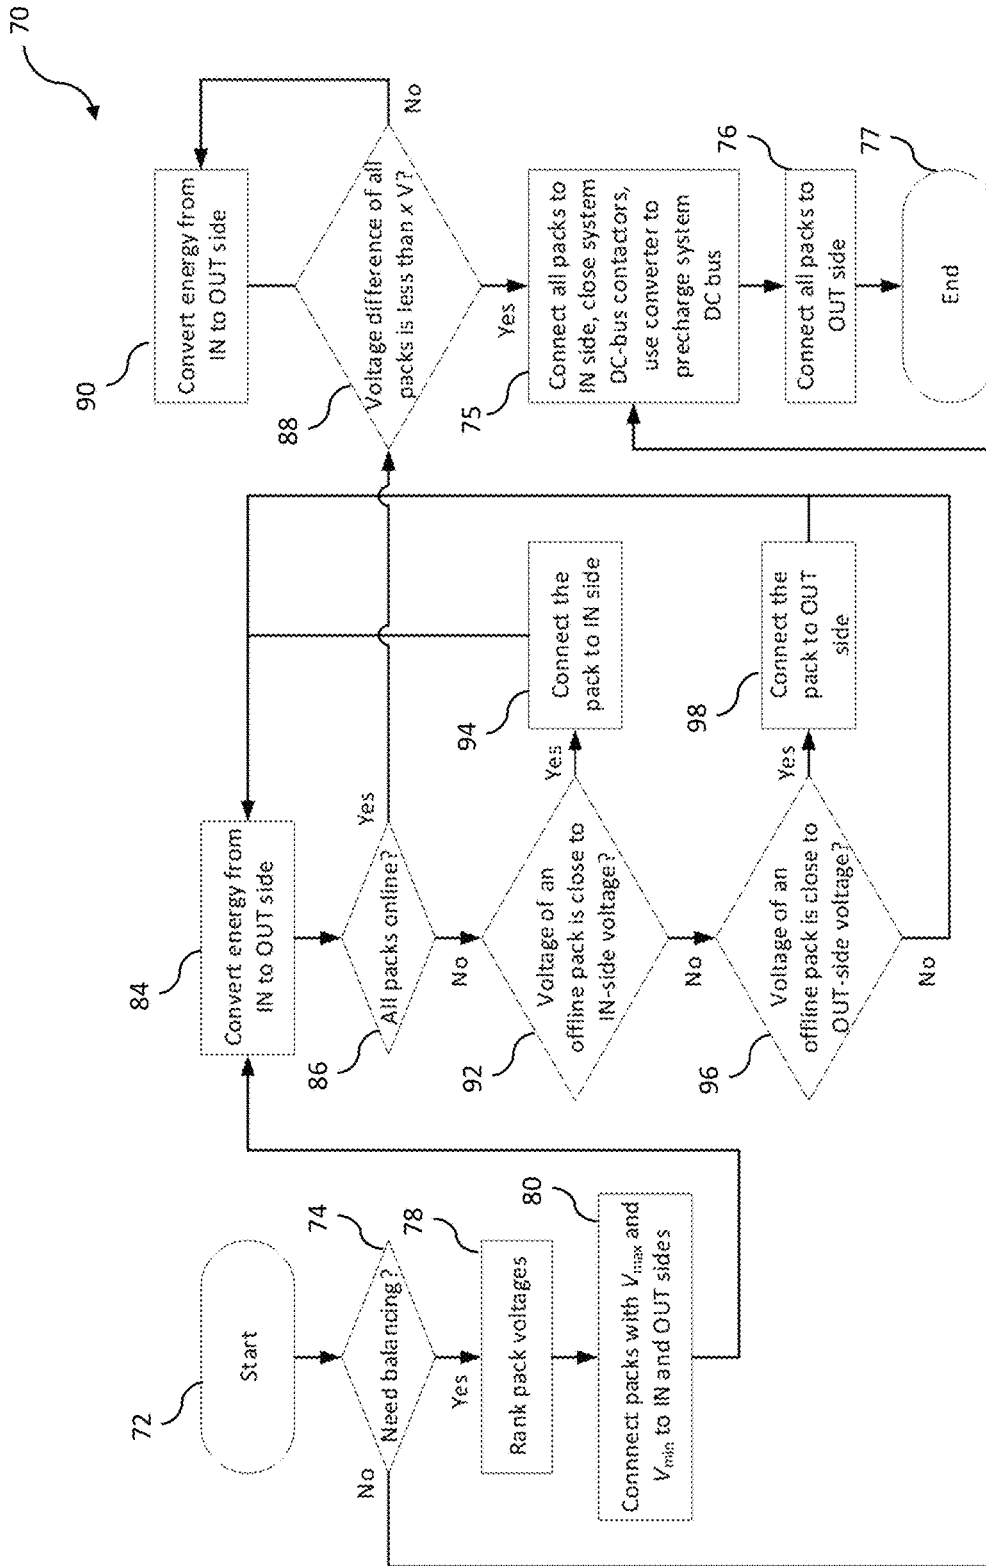 70
72
Start
74
Need balancing?
No
Yes
78
Rank pack voltages
80
Connnect packs with Vmax and
Vmin to IN and OUT sides
84
Convert energy from
IN to OUT side
86
All packs online?
Yes
No
92
Voltage of an
offline pack is close to
IN-side voltage?
Yes
No
94
Connect the
pack to IN side
96
Voltage of an
offline pack is close to
OUT-side voltage?
Yes
No
98
Connect the
pack to OUT
side
90
Convert energy from
IN to OUT side
88
Voltage difference of all
packs is less than x V?
No
Yes
75
Connect all packs to
IN side, close system
DC-bus contactors,
use converter to
precharge system
DC bus
76
Connect all packs to
OUT side
77
End